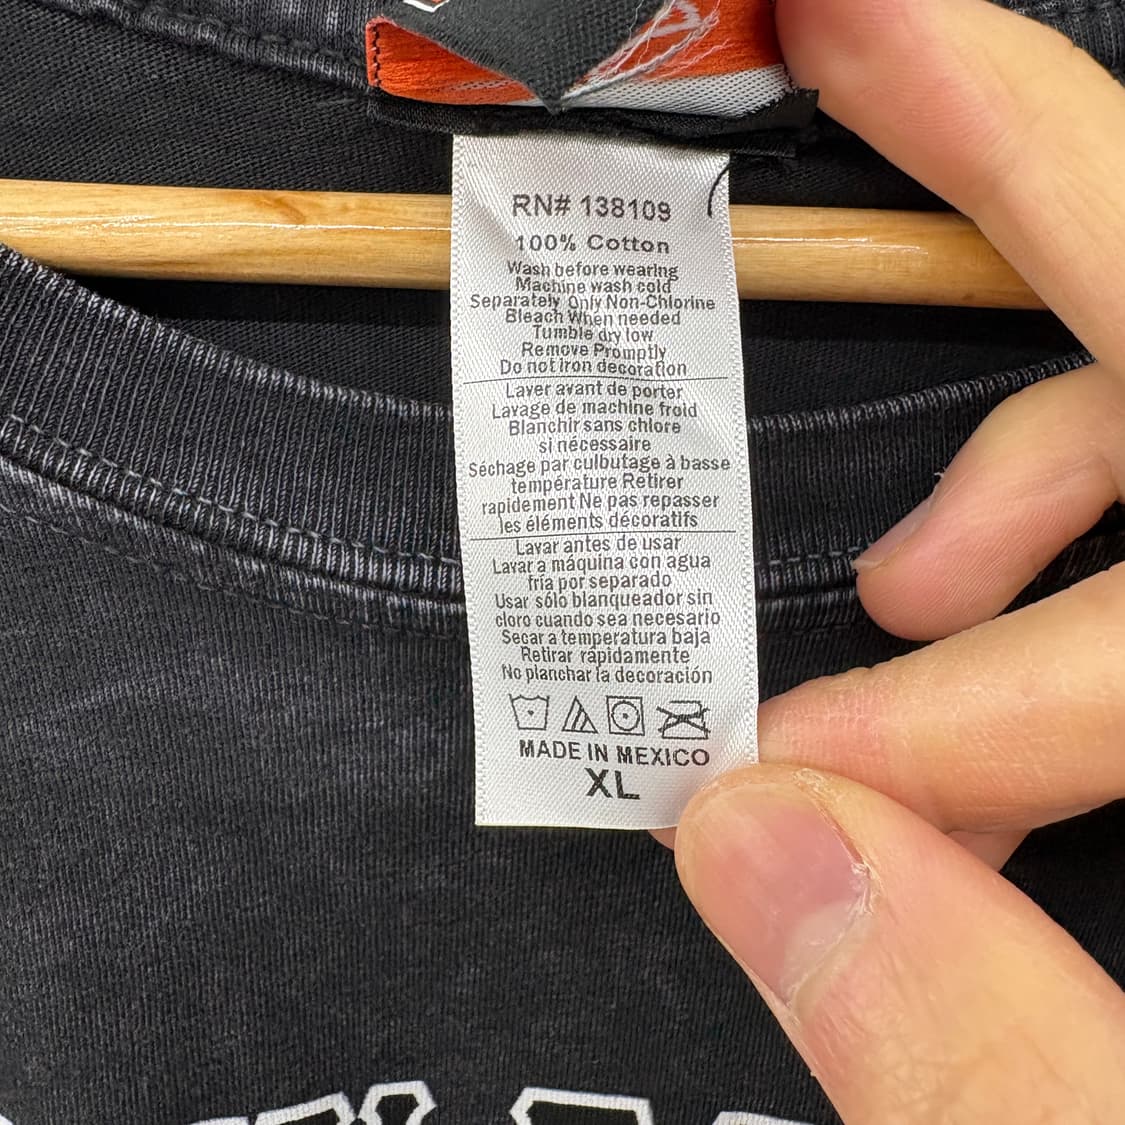 RN# 138109
100% Cotton
Wash before wearing
Machine wash cold
Separately Only Non-Chlorine
Bleach When needed
Tumble dry low
Remove Promptly
Do not iron decoration
Laver avant de porter
Lavage de machine froid
Blanchir sans chlore
si nécessaire
Séchage par culbutage à basse
température Retirer
rapidement Ne pas repasser
les éléments décoratifs
Lavar antes de usar
Lavar a máquina con agua
fría por separado
Usar sólo blanqueador sin
cloro cuando sea necesario
Secar a temperatura baja
Retirar rápidamente
No planchar la decoración
MADE IN MEXICO
XL